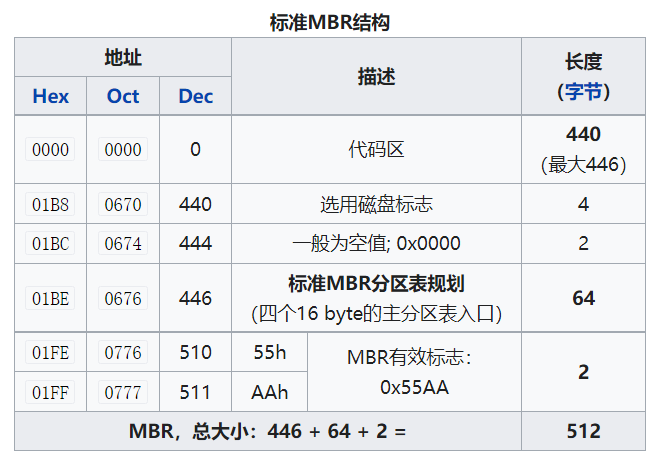 标准MBR结构
地址 描述 长度
(字节)
Hex Oct Dec
0000 0000 0 代码区 440
(最大446)
01B8 0670 440 选用磁盘标志 4
01BC 0674 444 一般为空值; 0x0000 2
01BE 0676 446 标准MBR分区表规划
(四个16 byte的主分区表入口) 64
01FE 0776 510 55h MBR有效标志：
0x55AA 2
01FF 0777 511 AAh
MBR，总大小：446 + 64 + 2 = 512